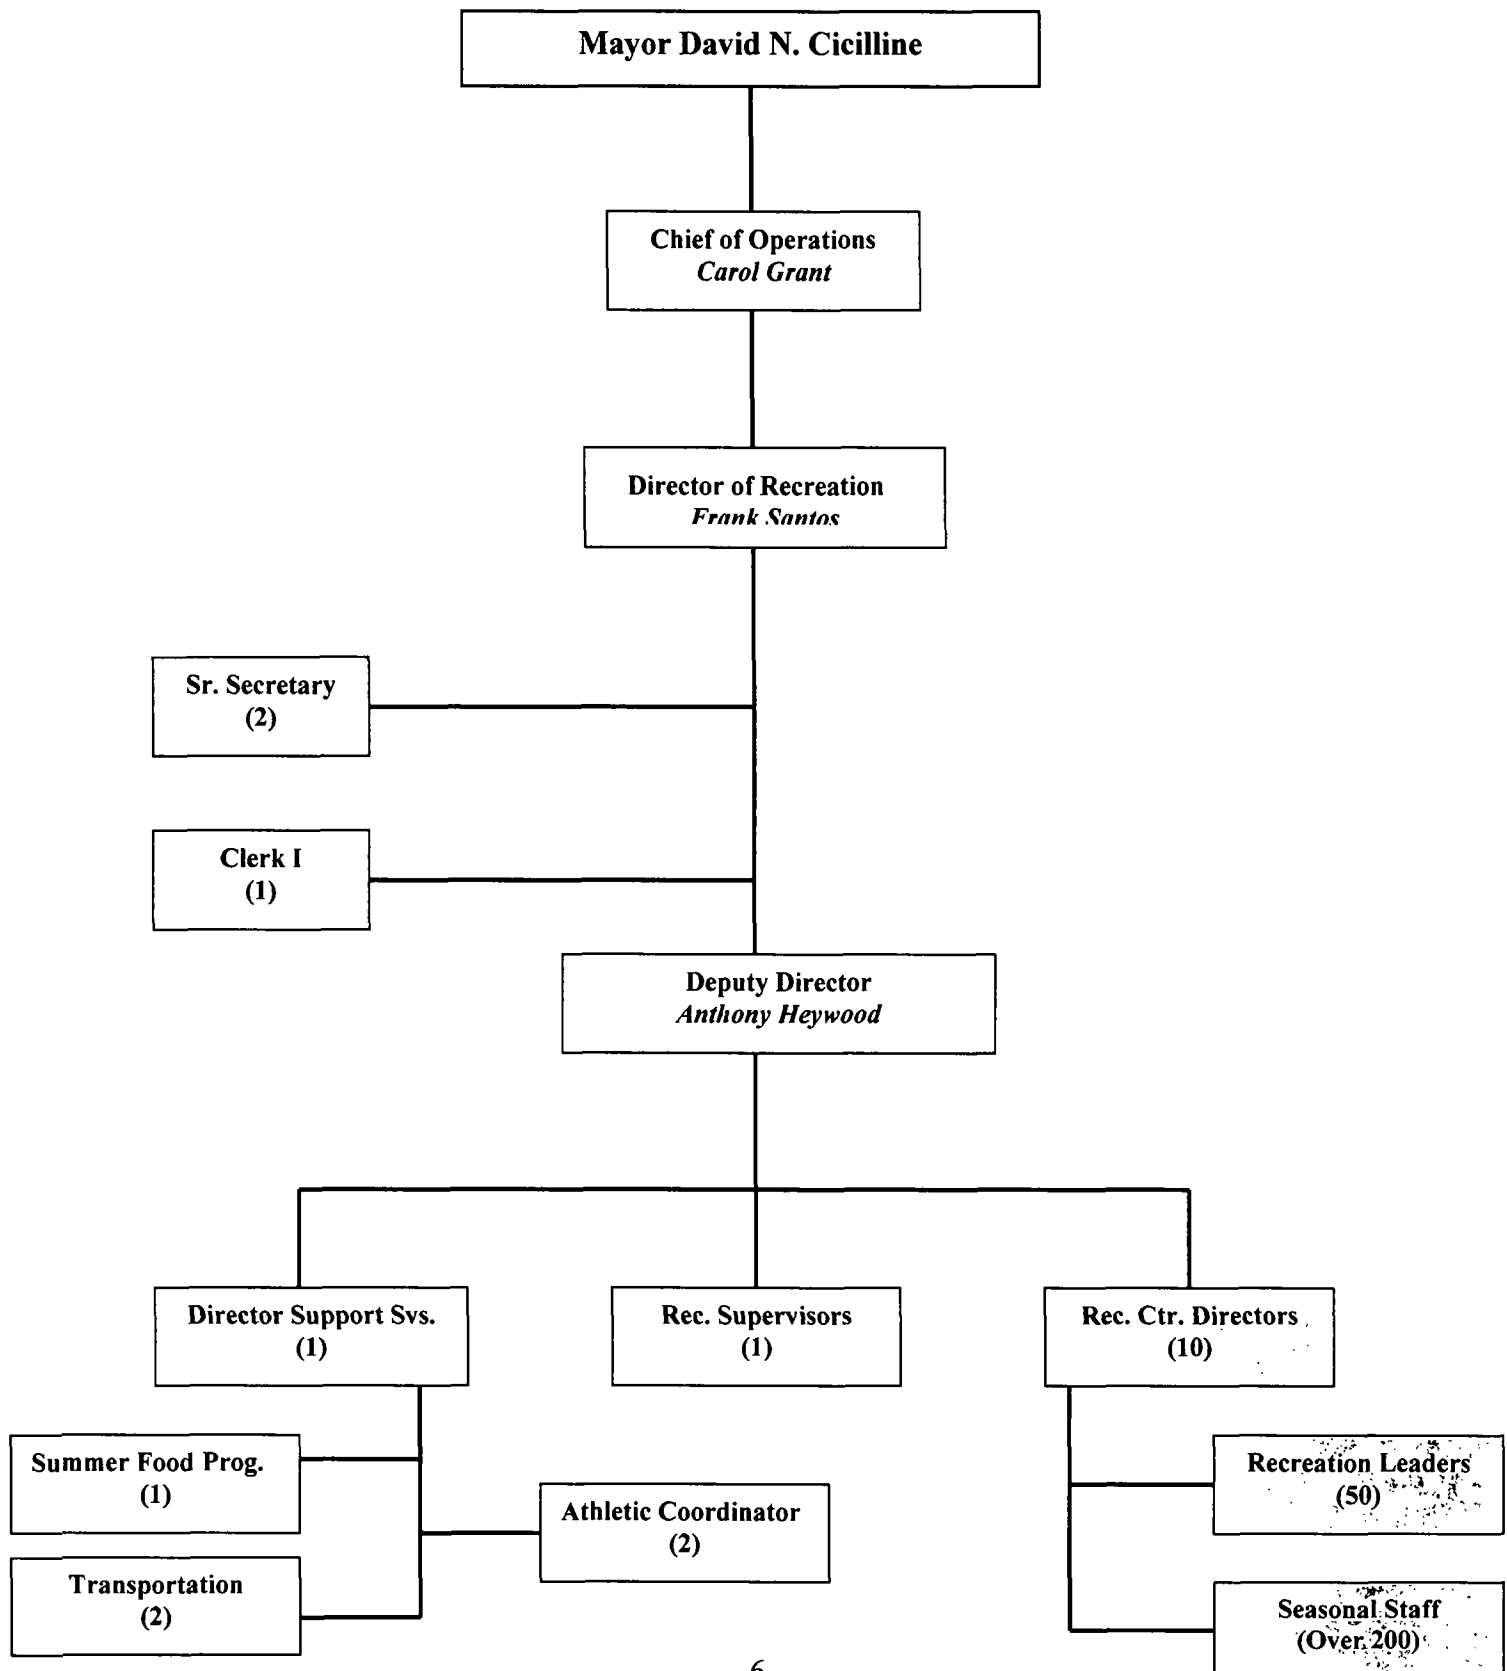 Mayor David N. Cicilline
Chief of Operations
Carol Grant
Director of Recreation
Frank Santos
Sr. Secretary
(2)
Clerk I
(1)
Deputy Director
Anthony Heywood
Director Support Svs.
(1)
Rec. Supervisors
(1)
Rec. Ctr. Directors
(10)
Summer Food Prog.
(1)
Athletic Coordinator
(2)
Transportation
(2)
Recreation Leaders
(50)
Seasonal Staff
(Over 200)
6